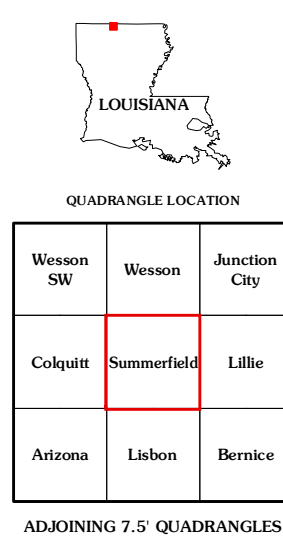 LOUISIANA
QUADRANGLE LOCATION
Wesson
SW
Wesson
Junction
City
Colquitt
Summerfield
Lillie
Arizona
Lisbon
Bernice
ADJOINING 7.5' QUADRANGLES